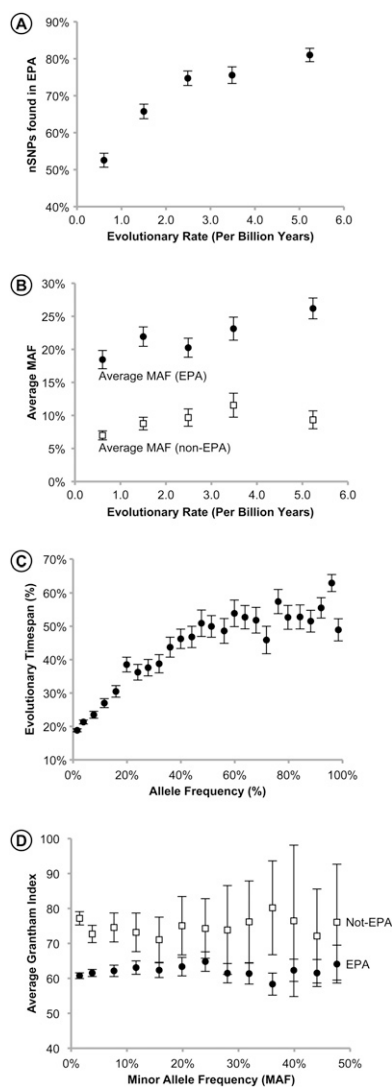 A
90%
80%
70%
60%
50%
40%
nSNPs found in EPA
0.0 1.0 2.0 3.0 4.0 5.0 6.0
Evolutionary Rate (Per Billion Years)
B
30%
25%
20%
15%
10%
5%
0%
Average MAF
Average MAF (EPA)
Average MAF (non-EPA)
0.0 1.0 2.0 3.0 4.0 5.0 6.0
Evolutionary Rate (Per Billion Years)
C
70%
60%
50%
40%
30%
20%
10%
Evolutionary Timespan (%)
0% 20% 40% 60% 80% 100%
Allele Frequency (%)
D
100
90
80
70
60
50
40
Average Grantham Index
Not-EPA
EPA
0% 10% 20% 30% 40% 50%
Minor Allele Frequency (MAF)